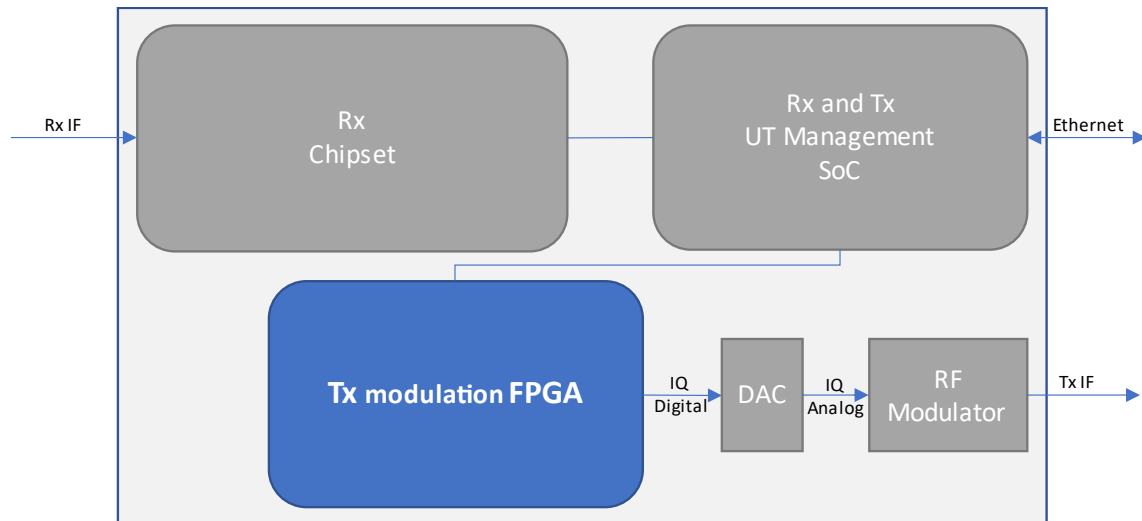 Rx IF
Rx
Chipset
Rx and Tx
UT Management
SoC
Ethernet
Tx modulation FPGA
IQ
Digital
DAC
IQ
Analog
RF
Modulator
Tx IF